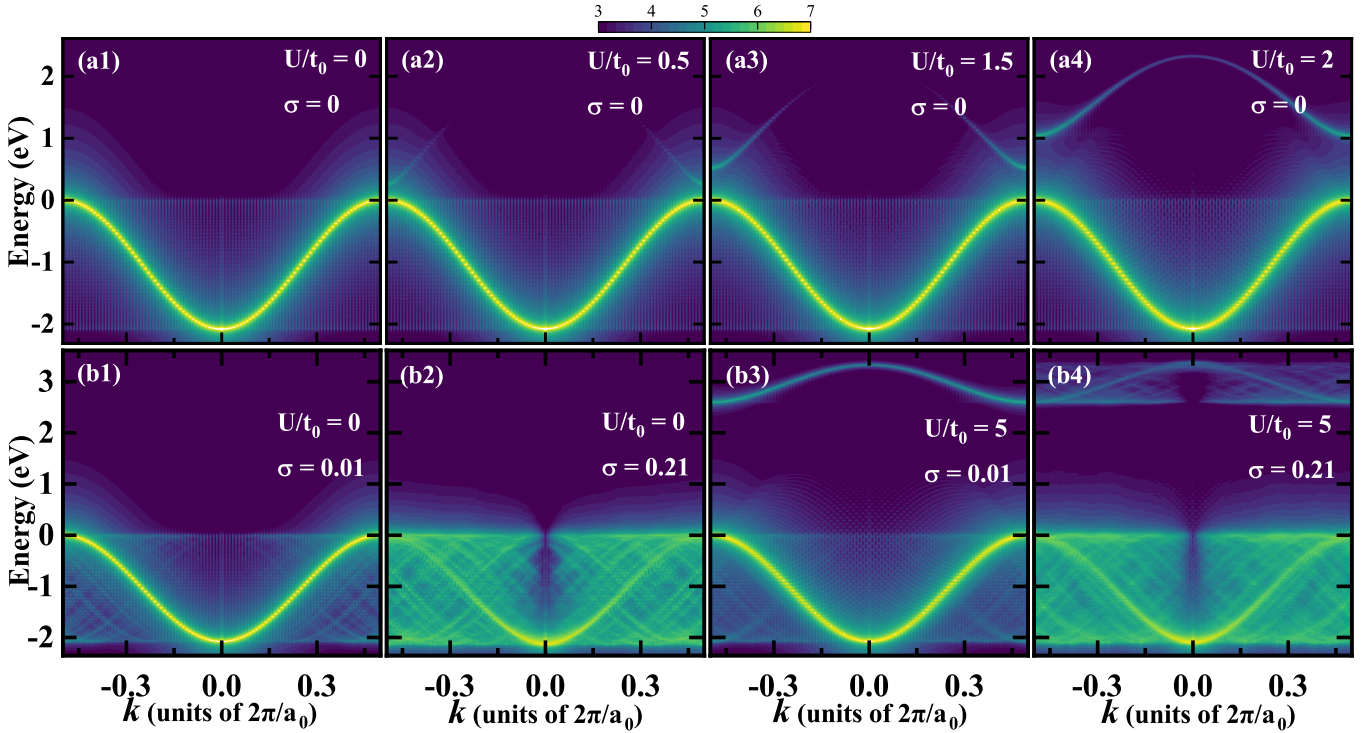 3 4 5 6 7
(a1) U/t0 = 0 (a2) U/t0 = 0.5 (a3) U/t0 = 1.5 (a4) U/t0 = 2
σ = 0 σ = 0 σ = 0 σ = 0
2
1
0
-1
-2
Energy (eV)
(b1) (b2) (b3) (b4)
U/t0 = 0 U/t0 = 0 U/t0 = 5 U/t0 = 5
σ = 0.01 σ = 0.21 σ = 0.01 σ = 0.21
3
2
1
0
-1
-2
Energy (eV)
-0.3 0.0 0.3 -0.3 0.0 0.3 -0.3 0.0 0.3 -0.3 0.0 0.3
k (units of 2π/a0) k (units of 2π/a0) k (units of 2π/a0) k (units of 2π/a0)